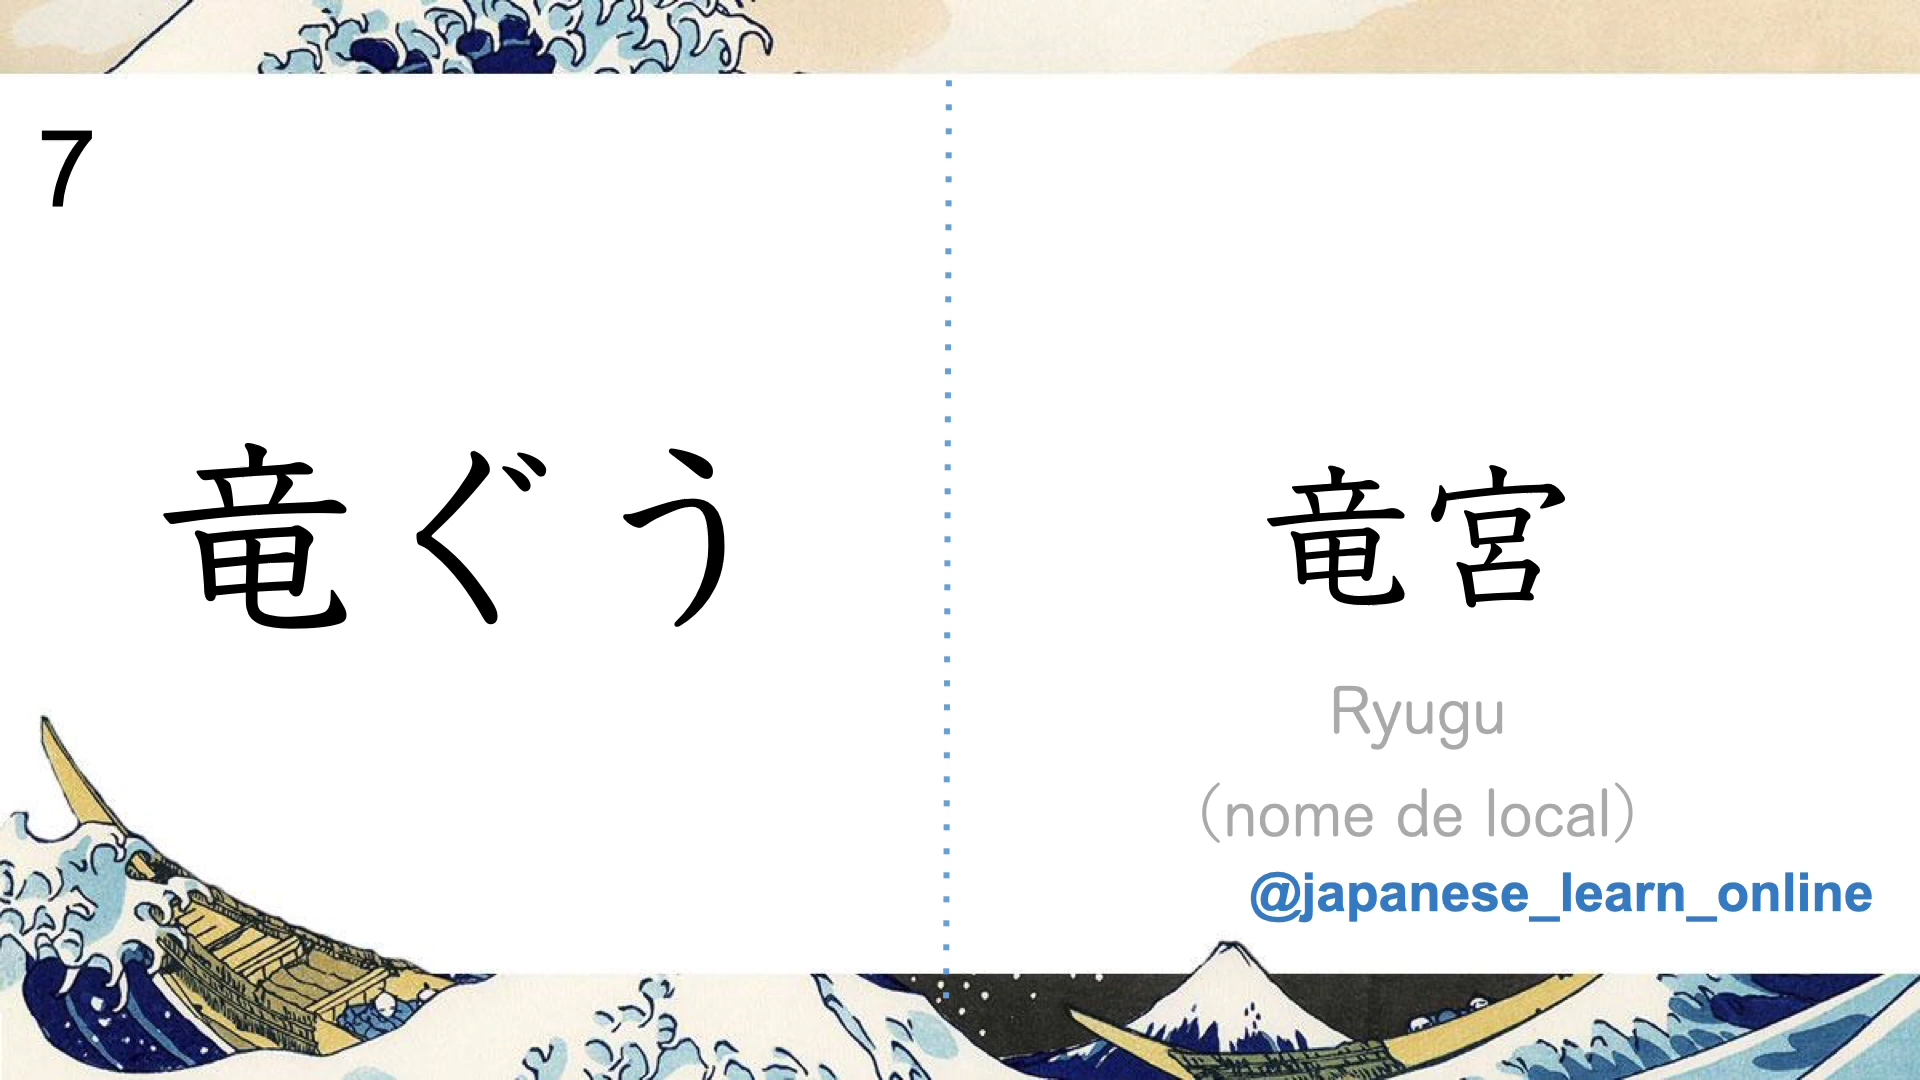 7
竜ぐう
竜宮
Ryugu
（nome de local）
@japanese_learn_online